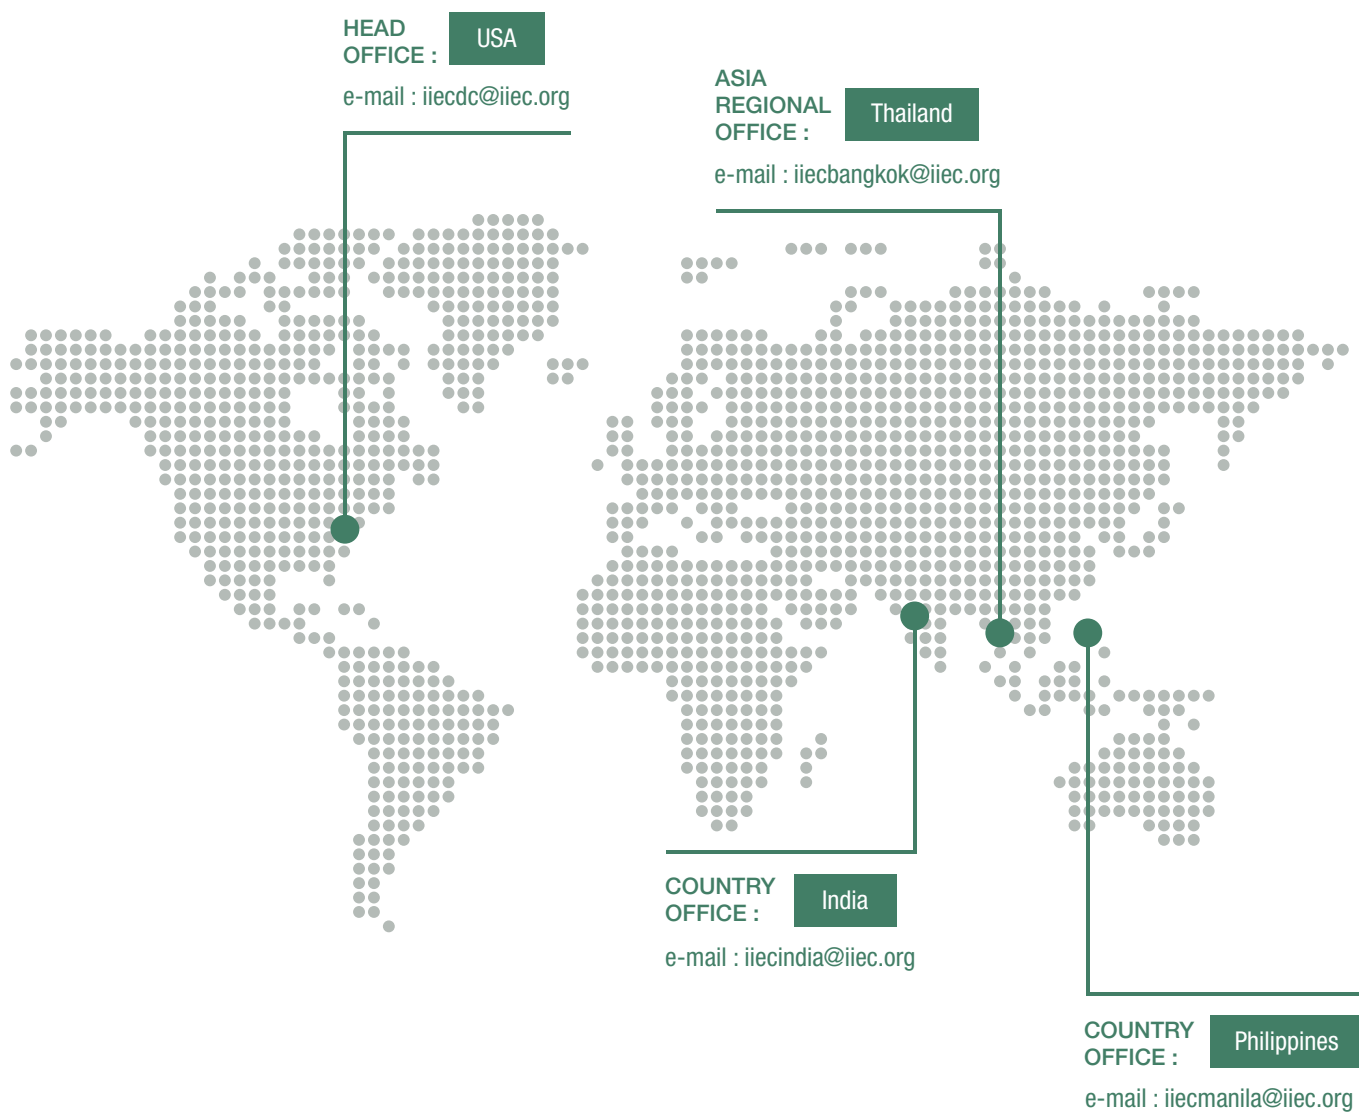 HEAD
OFFICE :
USA
e-mail : iiecdc@iiec.org
ASIA
REGIONAL
OFFICE :
Thailand
e-mail : iiecbangkok@iiec.org
COUNTRY
OFFICE :
India
e-mail : iiecindia@iiec.org
COUNTRY
OFFICE :
Philippines
e-mail : iiecmanila@iiec.org